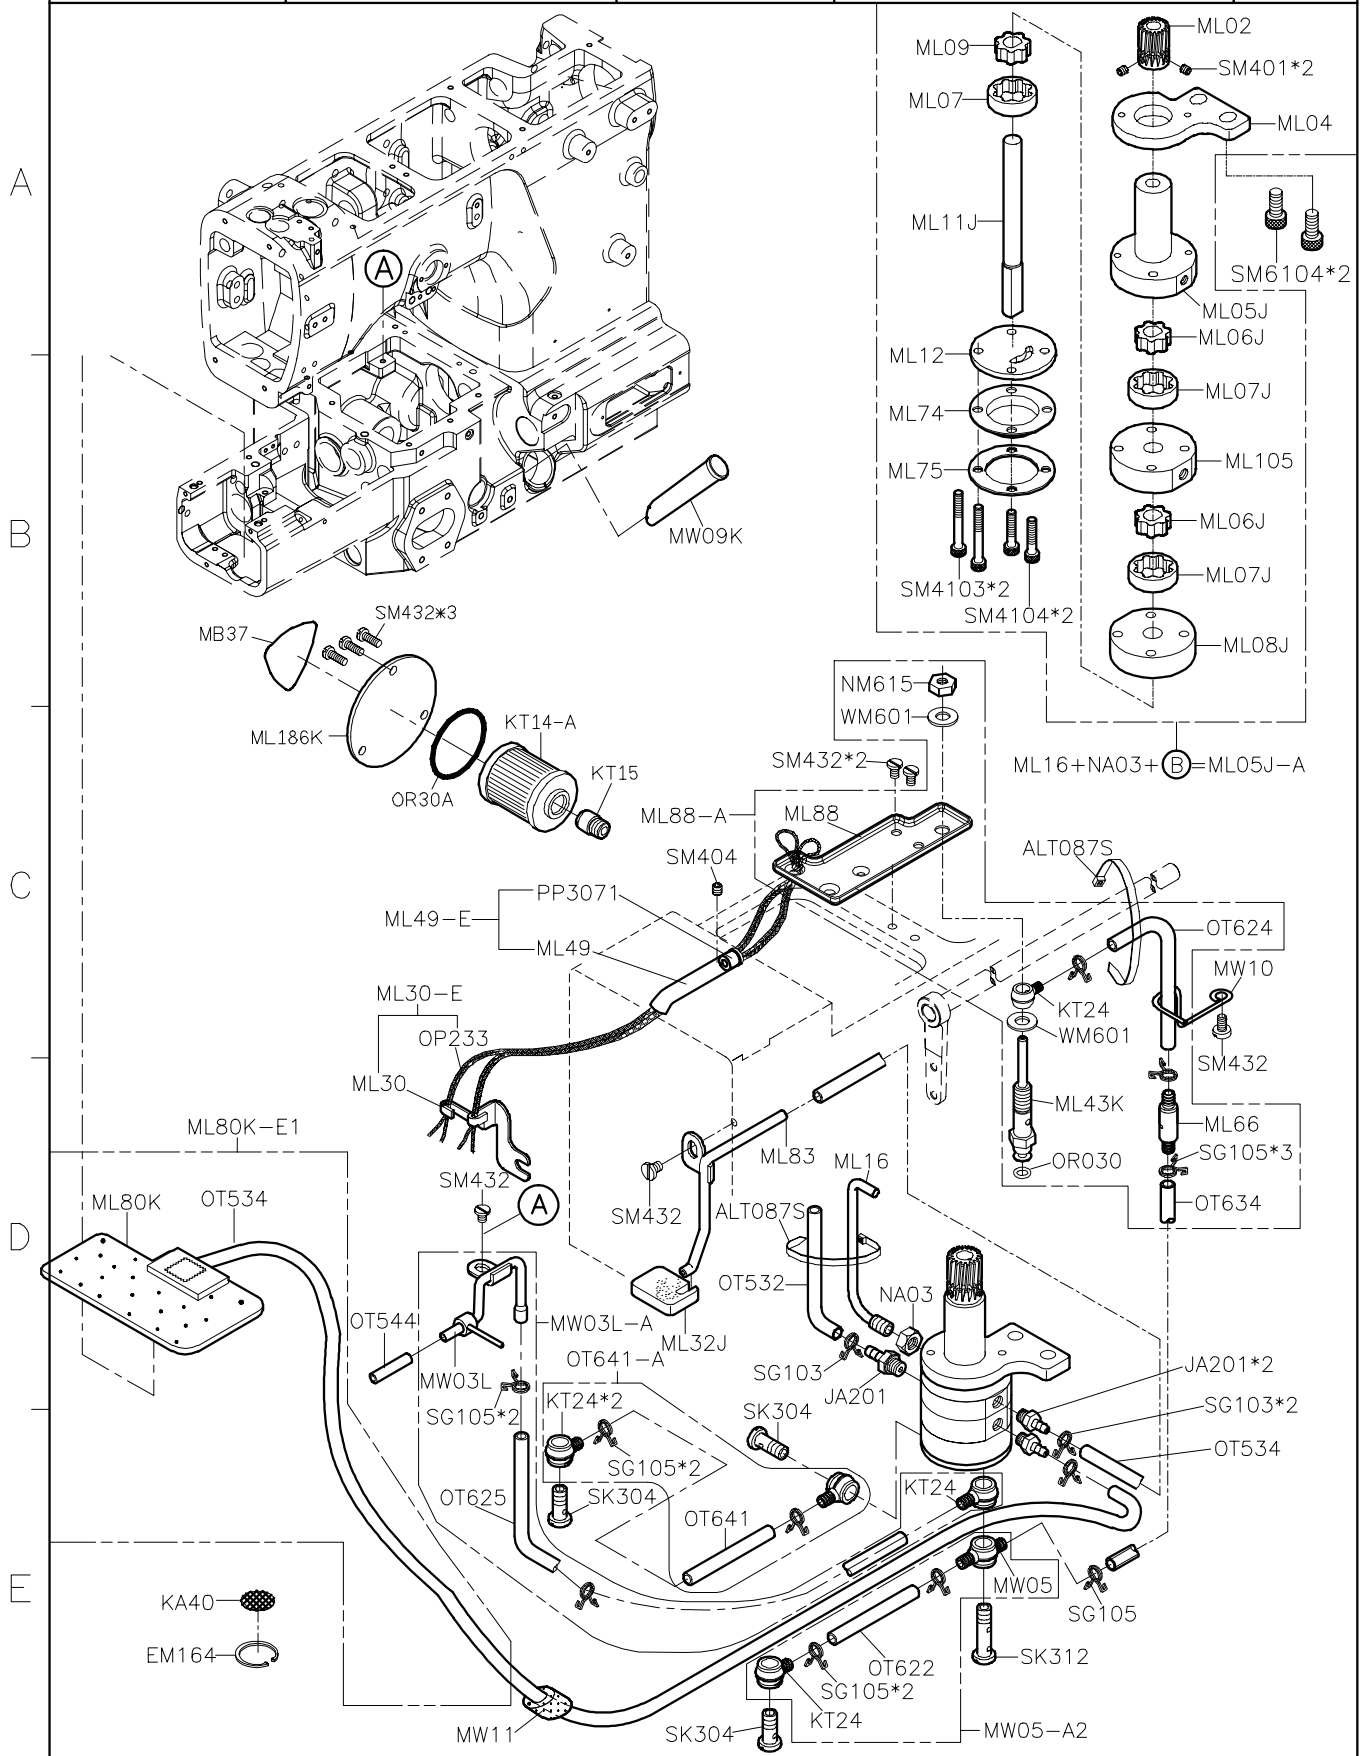 ML02
ML09
SM401*2
ML07
ML04
A
ML11J
A
SM6104*2
ML05J
ML06J
ML12
ML07J
ML74
ML105
ML75
B
ML06J
MW09K
ML07J
SM4103*2
SM432*3
SM4104*2
MB37
ML08J
NM615
WM601
KT14-A
ML186K
SM432*2
ML16+NA03+ B =ML05J-A
KT15
OR30A
ML88-A
ML88
ALT087S
SM404
C
PP3071
ML49-E
OT624
ML49
MW10
ML30-E
KT24
OP233
WM601
SM432
ML30
ML43K
ML80K-E1
ML66
ML83
SG105*3
ML16
OR030
SM432
ML80K
OT534
A
OT634
SM432
ALT087S
D
OT532
NA03
OT544
MW03L-A
ML32J
OT641-A
SG103
JA201*2
MW03L
JA201
KT24*2
SG105*2
SK304
SG103*2
OT534
SG105*2
KT24
OT625
SK304
OT641
MW05
E
KA40
SG105
EM164
SK312
OT622
SG105*2
KT24
MW11
SK304
MW05-A2